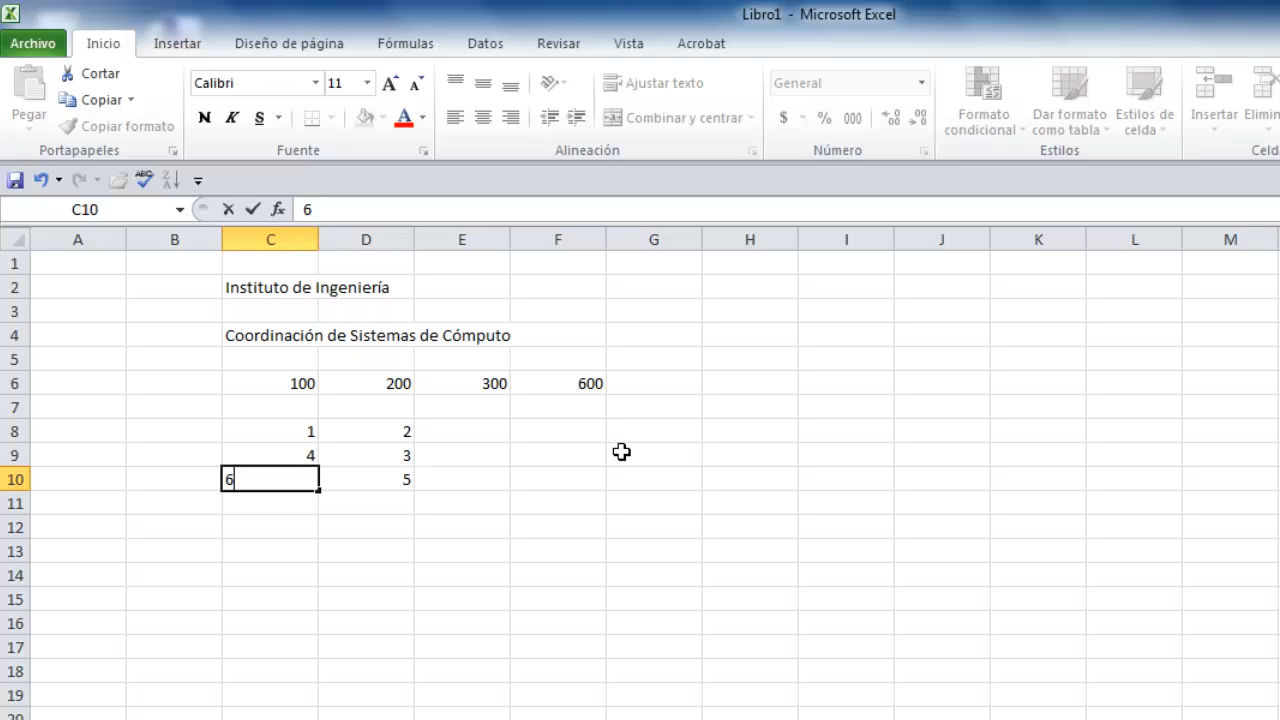 Libro1 - Microsoft Excel
Archivo Inicio Insertar Diseño de página Fórmulas Datos Revisar Vista Acrobat
Pegar Cortar Copiar Copiar formato
Portapapeles
Calibri 11
N K S A
Fuente
Ajustar texto
Combinar y centrar
Alineación
General
$ % 000
Número
Formato condicional Dar formato como tabla Estilos de celda
Estilos
Insertar Elimin
Celd
C10 fx 6
A B C D E F G H I J K L M
1
2 Instituto de Ingeniería
3
4 Coordinación de Sistemas de Cómputo
5
6 100 200 300 600
7
8 1 2
9 4 3
10 6 5
11
12
13
14
15
16
17
18
19
20